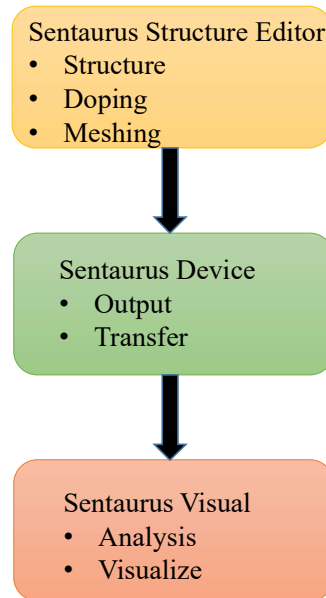 Sentaurus Structure Editor
• Structure
• Doping
• Meshing
Sentaurus Device
• Output
• Transfer
Sentaurus Visual
• Analysis
• Visualize